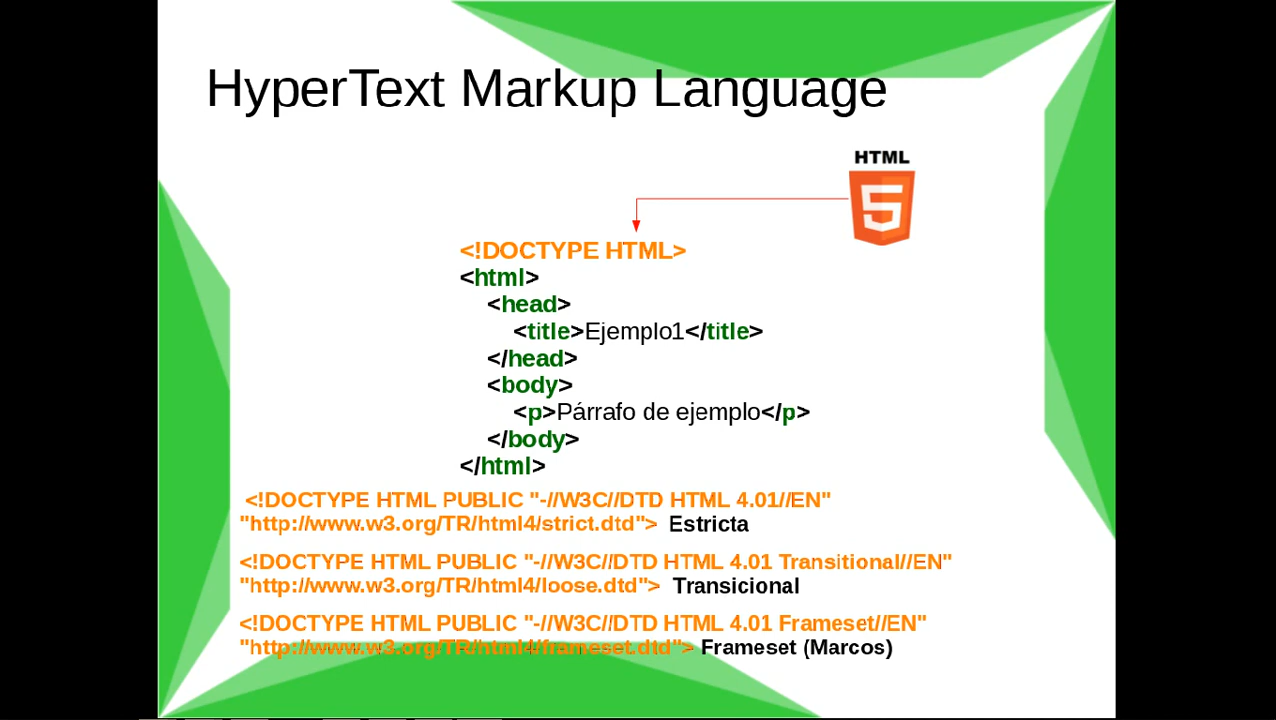 HyperText Markup Language
HTML
5
<!DOCTYPE HTML>
<html>
<head>
<title>Ejemplo1</title>
</head>
<body>
<p>Párrafo de ejemplo</p>
</body>
</html>
<!DOCTYPE HTML PUBLIC "-//W3C//DTD HTML 4.01//EN"
"http://www.w3.org/TR/html4/strict.dtd"> Estricta
<!DOCTYPE HTML PUBLIC "-//W3C//DTD HTML 4.01 Transitional//EN"
"http://www.w3.org/TR/html4/loose.dtd"> Transicional
<!DOCTYPE HTML PUBLIC "-//W3C//DTD HTML 4.01 Frameset//EN"
"http://www.w3.org/TR/html4/frameset.dtd"> Frameset (Marcos)